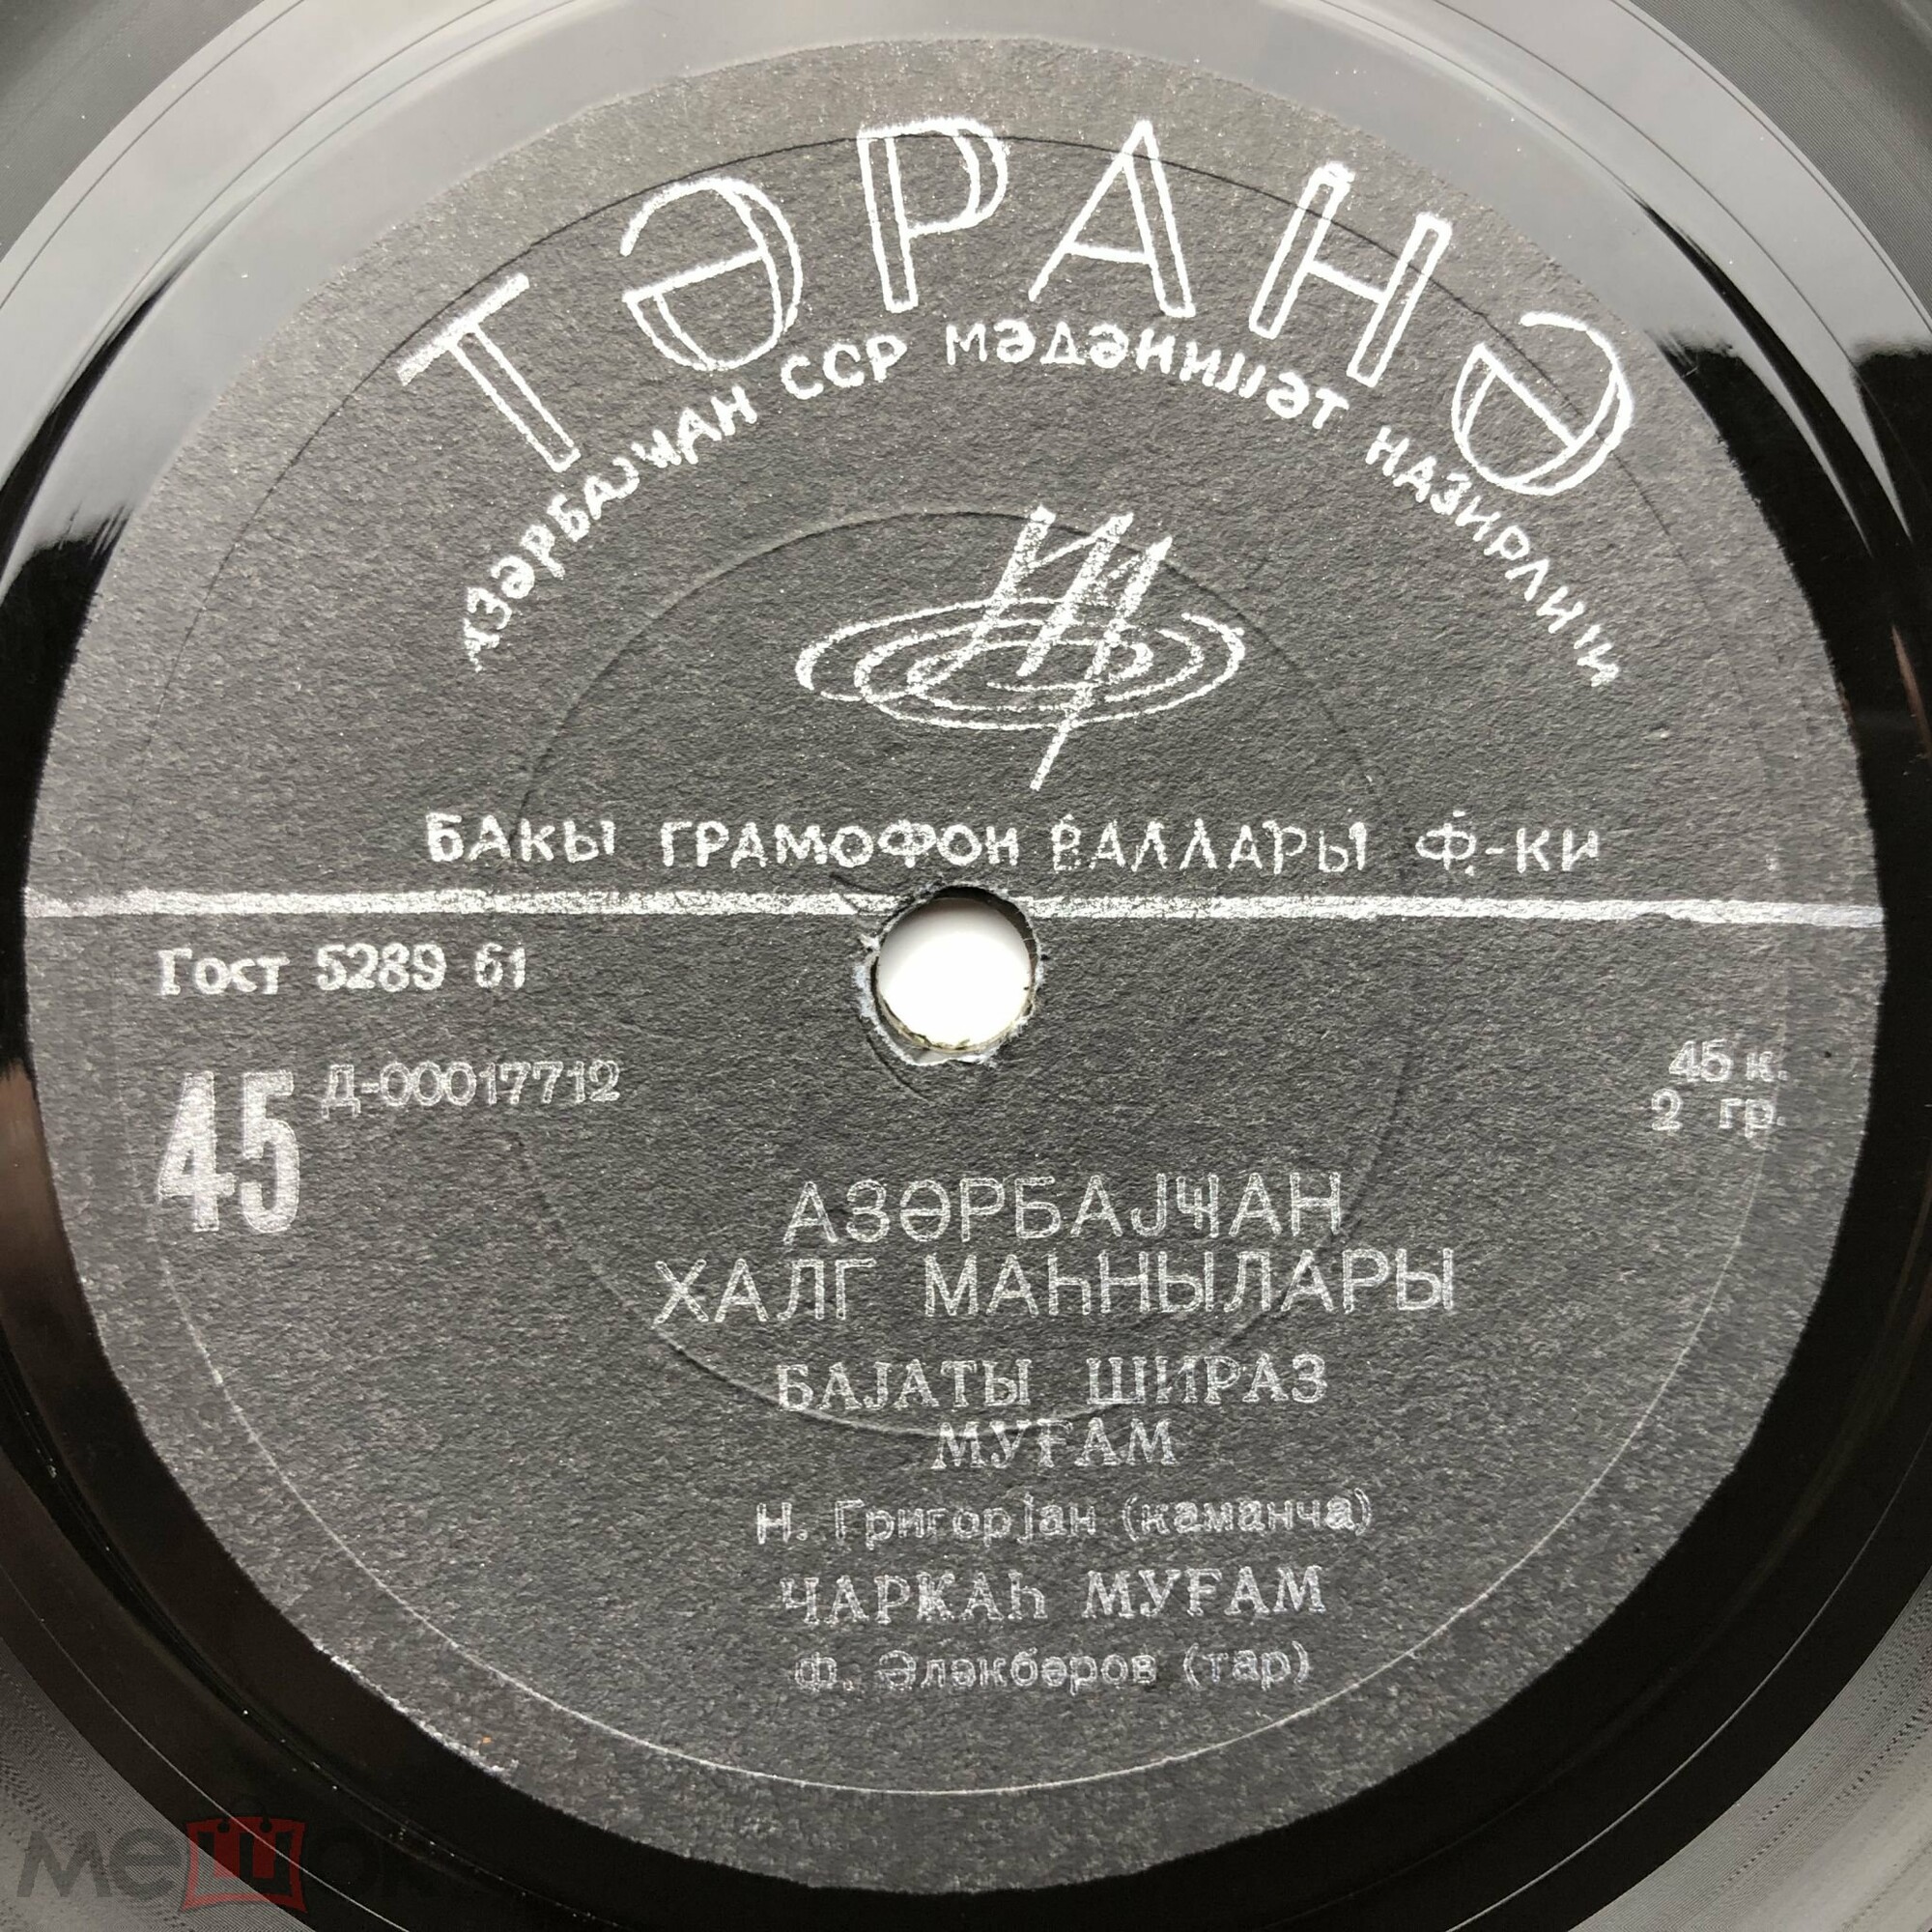 ТӘРАНӘ
АЗӘРБАЈҸАН ССР МӘДӘНИЈЈӘТ НАЗИРЛИЈИ
БАКЫ ГРАМОФОН ВАЛЛАРЫ Ф-КИ
Гост 5289 61
45 Д-00017712
45 к.
2 гр.
АЗӘРБАЈҸАН
ХАЛГ МАҺНЫЛАРЫ
БАЈАТЫ ШИРАЗ
МУҒАМ
Н. Григорјан (каманча)
ЧАРКАҺ МУҒАМ
Ф. Әләкбәров (тар)
мешок